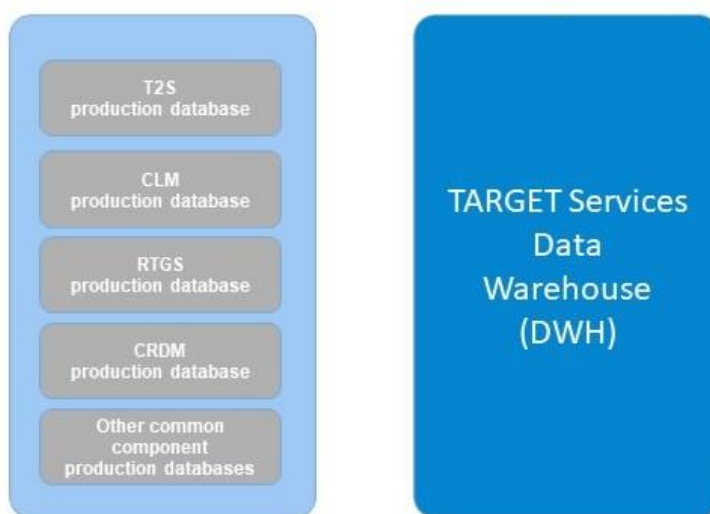 T2S
production database
CLM
production database
RTGS
production database
CRDM
production database
Other common
component
production databases
TARGET Services
Data
Warehouse
(DWH)